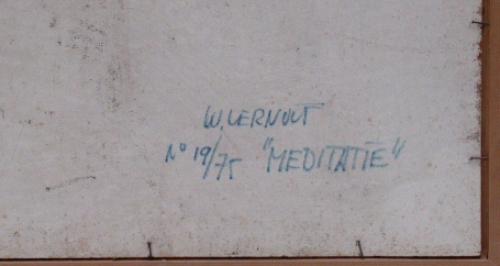 W. LERNOUT
N° 19/75 "MEDITATIE"